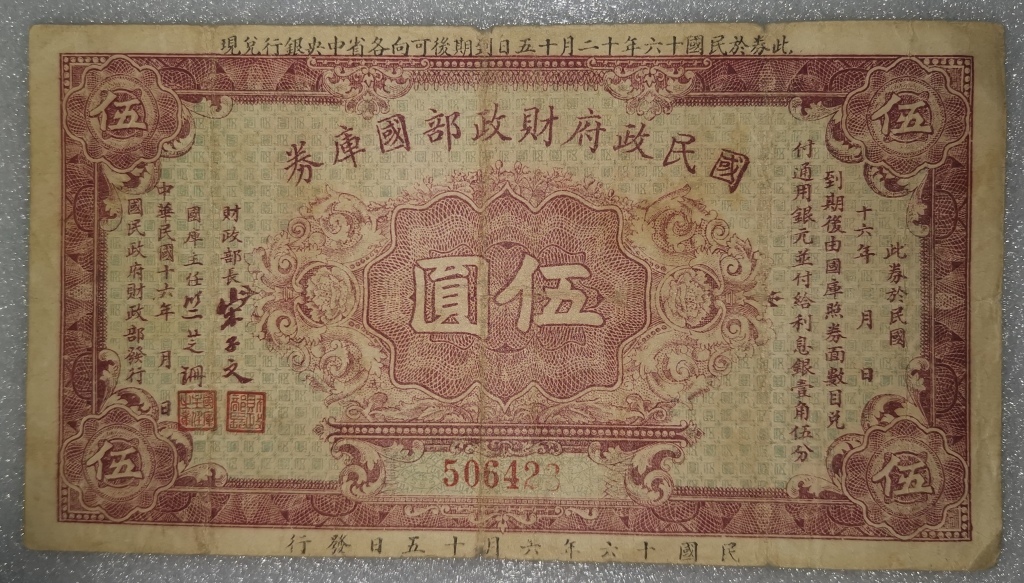 此券於民國十六年十二月十五日到期後可向各省中央銀行兌現
國民政府財政部國庫券
伍
伍
此券於民國
十六年 月 日
到期後由國庫照券面數目兌
付通用銀元並付給利息銀壹角伍分
伍圓
財政部長 宋子文
國庫主任
中華民國十六年 月 日
國民政府財政部發行
506423
伍
伍
民國十六年六月十五日發行